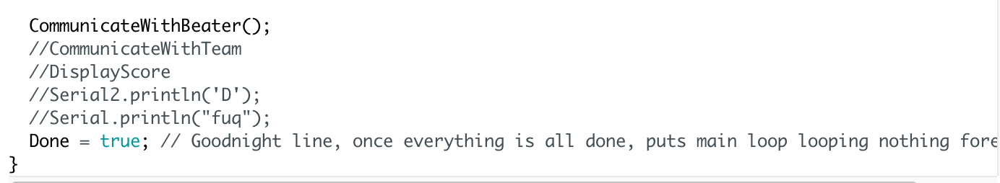 CommunicateWithBeater();
//CommunicateWithTeam
//DisplayScore
//Serial2.println('D');
//Serial.println("fuq");
Done = true; // Goodnight line, once everything is all done, puts main loop looping nothing fore
}